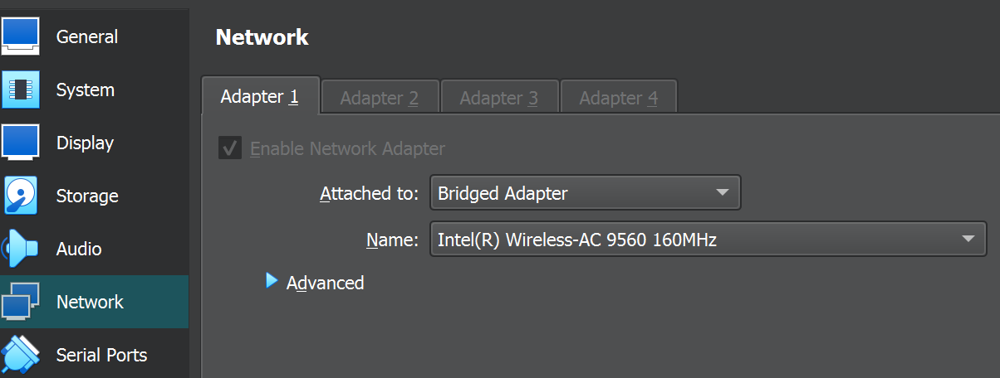 General
System
Display
Storage
Audio
Network
Serial Ports
Network
Adapter 1
Adapter 2
Adapter 3
Adapter 4
Enable Network Adapter
Attached to: Bridged Adapter
Name: Intel(R) Wireless-AC 9560 160MHz
Advanced